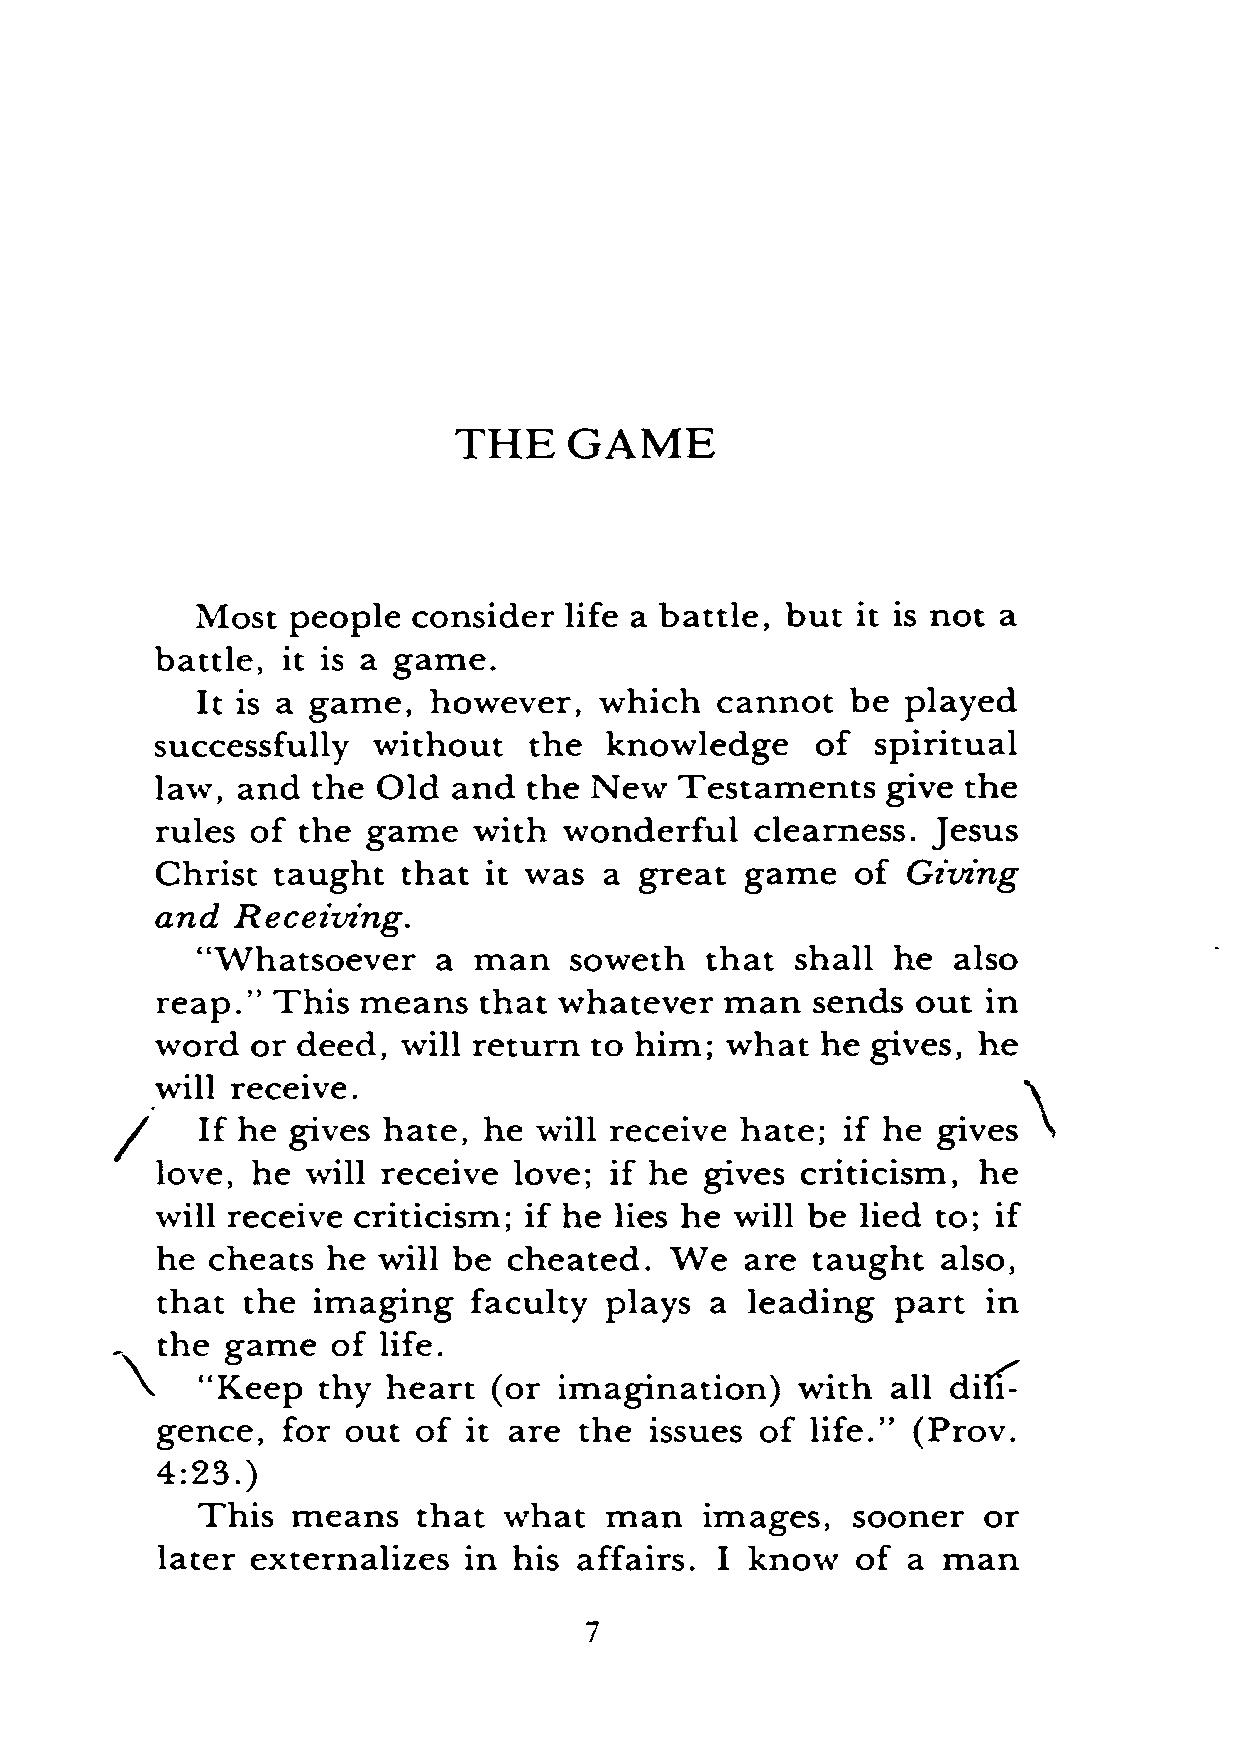 THE GAME
Most people consider life a battle, but it is not a
battle, it is a game.
It is a game, however, which cannot be played
successfully without the knowledge of spiritual
law, and the Old and the New Testaments give the
rules of the game with wonderful clearness. Jesus
Christ taught that it was a great game of Giving
and Receiving.
“Whatsoever a man soweth that shall he also
reap.” This means that whatever man sends out in
word or deed, will return to him; what he gives, he
will receive.
If he gives hate, he will receive hate; if he gives
love, he will receive love; if he gives criticism, he
will receive criticism; if he lies he will be lied to; if
he cheats he will be cheated. We are taught also,
that the imaging faculty plays a leading part in
the game of life.
“Keep thy heart (or imagination) with all dili-
gence, for out of it are the issues of life.” (Prov.
4:23.)
This means that what man images, sooner or
later externalizes in his affairs. I know of a man
7